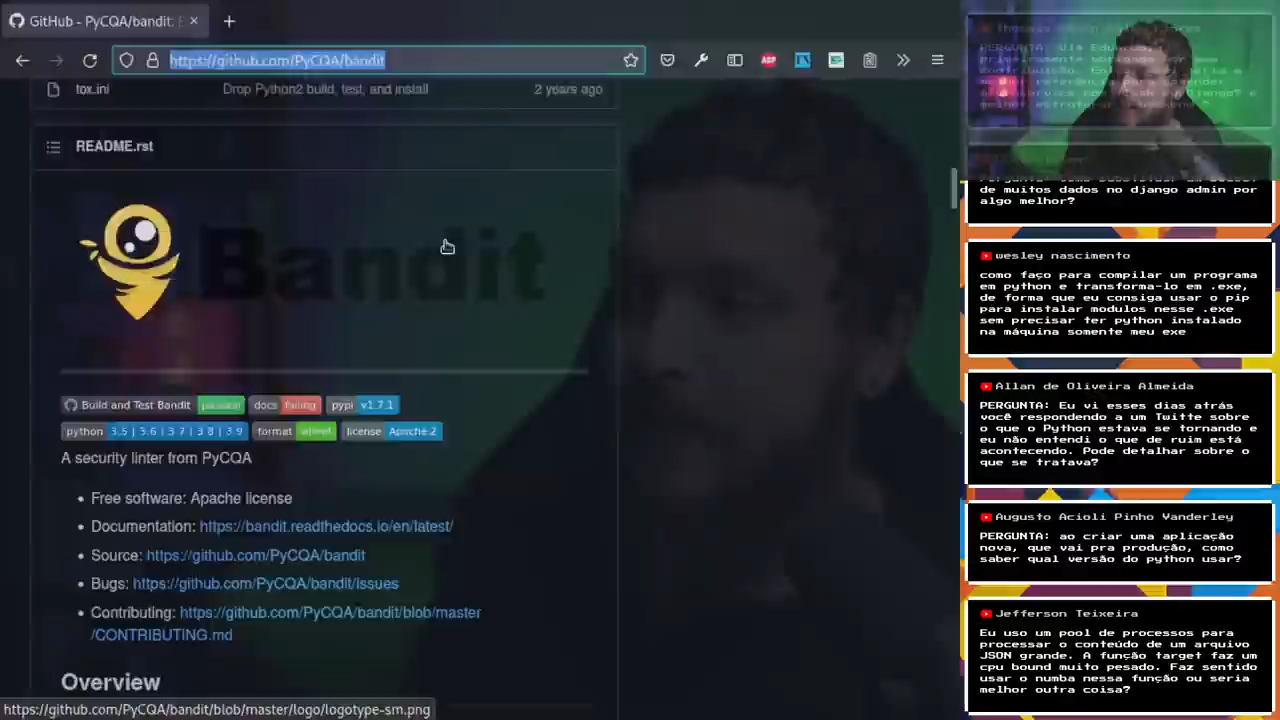 GitHub - PyCQA/bandit:
https://github.com/PyCQA/bandit
ABP
tox.ini
Drop Python2 build, test, and install
2 years ago
README.rst
Bandit
Build and Test Bandit
docs failing pypi v1.7.1
python 3.5 | 3.6 | 3.7 | 3.8 | 3.9 format license Apache 2
A security linter from PyCQA
Free software: Apache license
Documentation: https://bandit.readthedocs.io/en/latest/
Source: https://github.com/PyCQA/bandit
Bugs: https://github.com/PyCQA/bandit/issues
Contributing: https://github.com/PyCQA/bandit/blob/master
/CONTRIBUTING.md
Overview
https://github.com/PyCQA/bandit/blob/master/logo/logotype-sm.png
de muitos dados no django admin por
algo melhor?
wesley nascimento
como faço para compilar um programa
em python e transforma-lo em .exe,
de forma que eu consiga usar o pip
para instalar modulos nesse .exe
sem precisar ter python instalado
na máquina somente meu exe
Allan de Oliveira Almeida
PERGUNTA: Eu vi esses dias atrás
você respondendo a um Twitte sobre
o que o Python estava se tornando e
eu não entendi o que de ruim está
acontecendo. Pode detalhar sobre o
que se tratava?
Augusto Acioli Pinho Vanderley
PERGUNTA: ao criar uma aplicação
nova, que vai pra produção, como
saber qual versão do python usar?
Jefferson Teixeira
Eu uso um pool de processos para
processar o conteúdo de um arquivo
JSON grande. A função target faz um
cpu bound muito pesado. Faz sentido
usar o numba nessa função ou seria
melhor outra coisa?